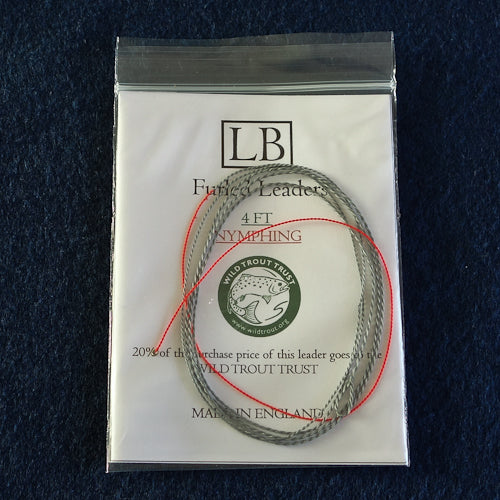 LB
Furled Leaders
4 FT
NYMPHING
WILD TROUT TRUST
www.wildtrout.org
20% of the purchase price of this leader goes to the
WILD TROUT TRUST
MADE IN ENGLAND